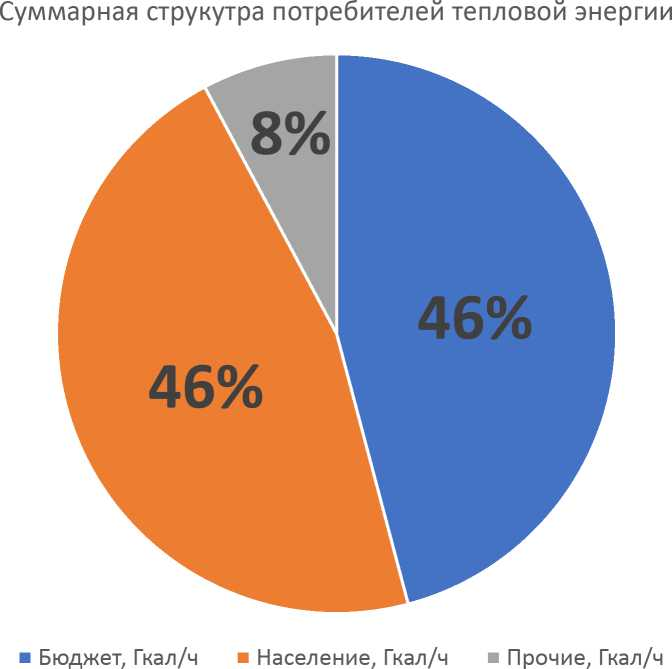 Суммарная струкутра потребителей тепловой энергии
8%
46%
46%
Бюджет, Гкал/ч Население, Гкал/ч Прочие, Гкал/ч